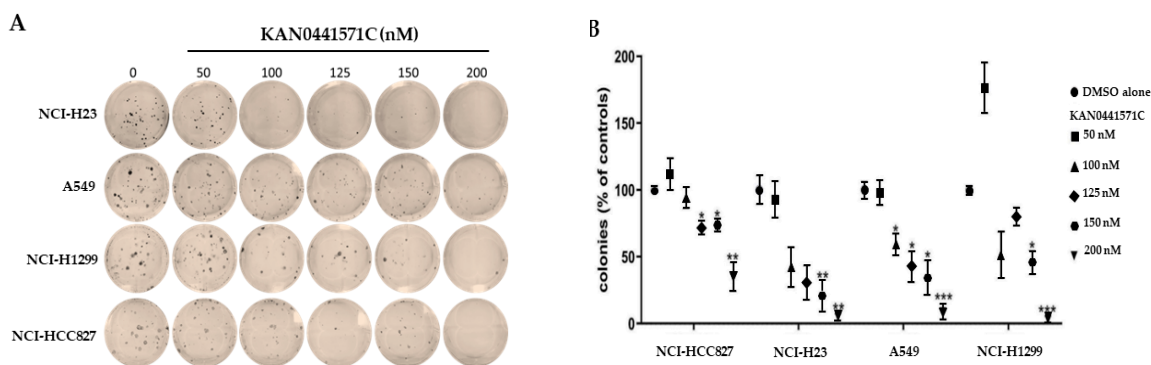 A
KAN0441571C (nM)
0 50 100 125 150 200
NCI-H23
A549
NCI-H1299
NCI-HCC827
B
colonies (% of controls)
200
150
100
50
0
* * **
** **
* * * ***
* ***
NCI-HCC827 NCI-H23 A549 NCI-H1299
DMSO alone
KAN0441571C
50 nM
100 nM
125 nM
150 nM
200 nM